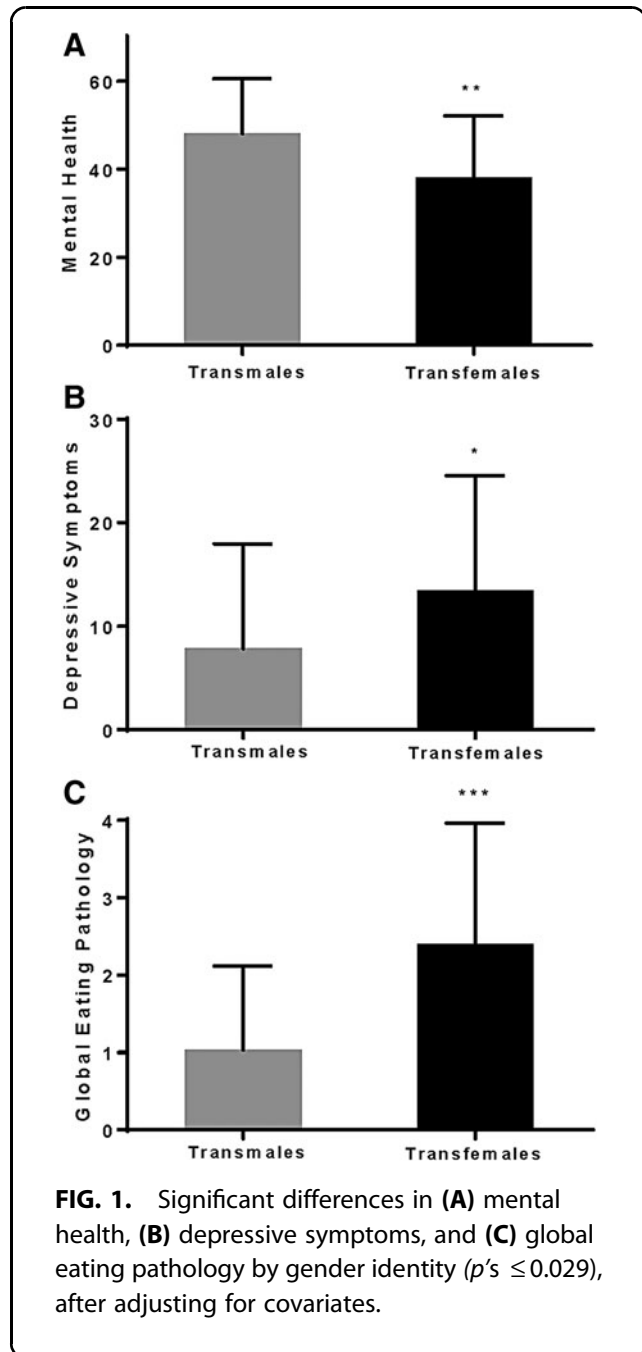 A
Mental Health
60
**
40
20
0
Transmales Transfemales
B
Depressive Symptoms
30
*
20
10
0
Transmales Transfemales
C
Global Eating Pathology
***
4
3
2
1
0
Transmales Transfemales
FIG. 1. Significant differences in (A) mental
health, (B) depressive symptoms, and (C) global
eating pathology by gender identity (p's ≤0.029),
after adjusting for covariates.